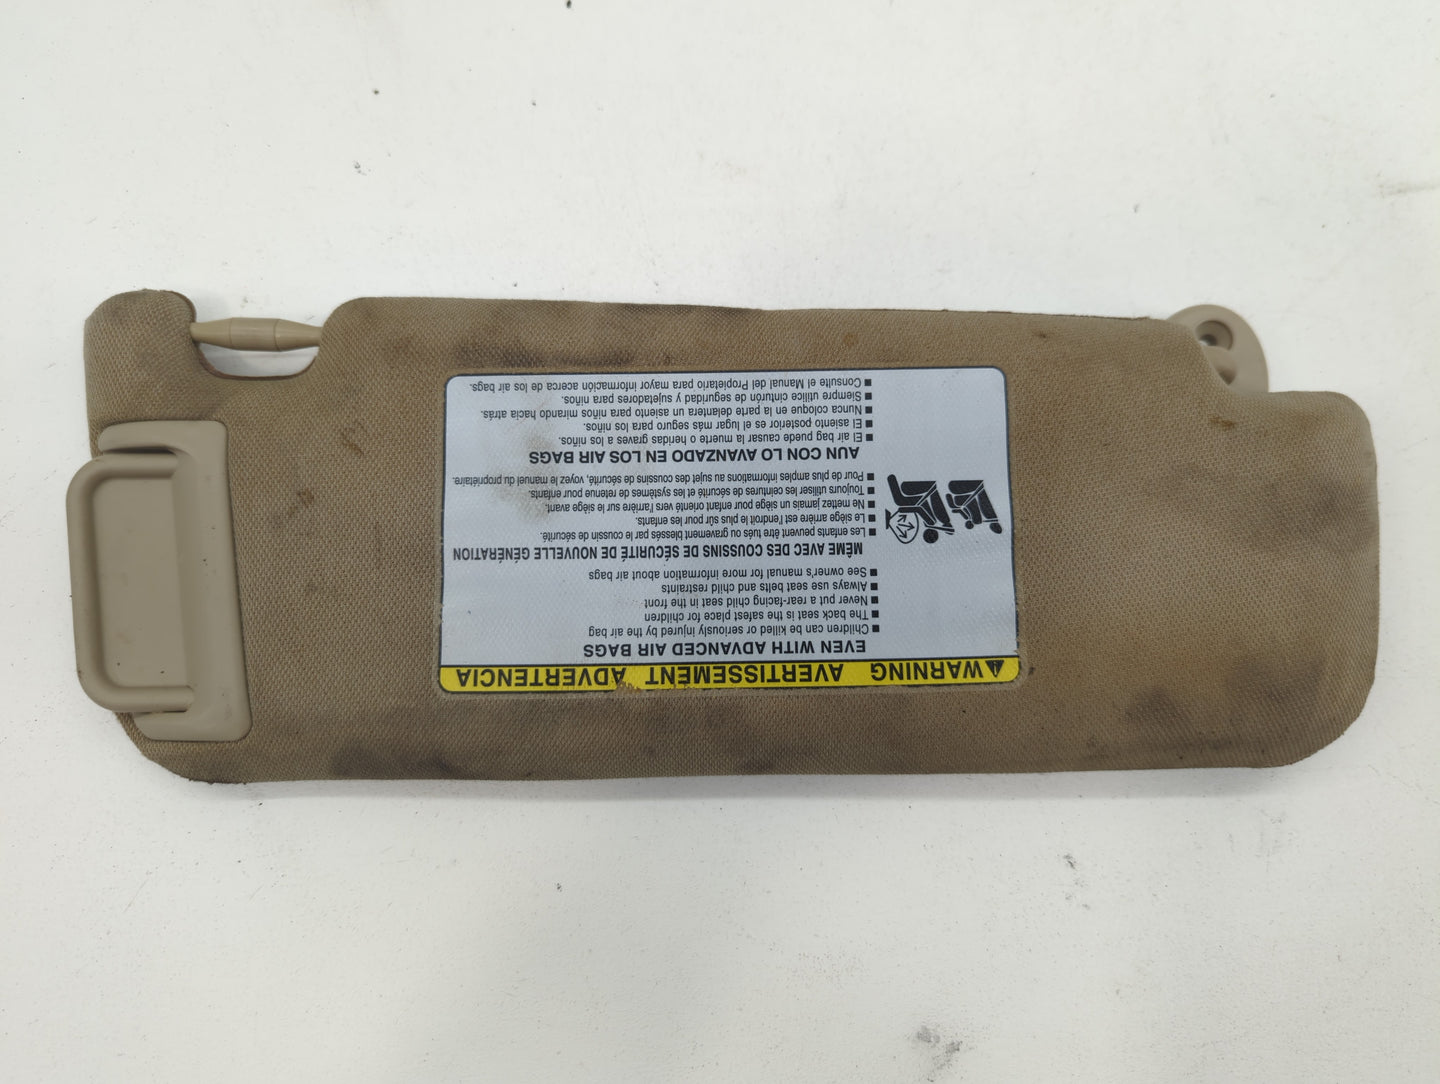 WARNING AVERTISSEMENT ADVERTENCIA
EVEN WITH ADVANCED AIR BAGS
■ Children can be killed or seriously injured by the air bag
■ The back seat is the safest place for children
■ Never put a rear-facing child seat in the front
■ Always use seat belts and child restraints
■ See owner's manual for more information about air bags
MÊME AVEC DES COUSSINS DE SÉCURITÉ DE NOUVELLE GÉNÉRATION
■ Les enfants peuvent être tués ou gravement blessés par le coussin de sécurité.
■ Le siège arrière est l'endroit le plus sûr pour les enfants.
■ Ne mettez jamais un siège pour enfant orienté vers l'arrière sur le siège avant.
■ Toujours utiliser les ceintures de sécurité et les systèmes de retenue pour enfants.
■ Pour de plus amples informations au sujet des coussins de sécurité, voyez le manuel du propriétaire.
AUN CON LO AVANZADO EN LOS AIR BAGS
■ El air bag puede causar la muerte o heridas graves a los niños.
■ El asiento posterior es el lugar más seguro para los niños.
■ Nunca coloque en la parte delantera un asiento para niños mirando hacia atrás.
■ Siempre utilice cinturón de seguridad y sujetadores para niños.
■ Consulte el Manual del Propietario para mayor información acerca de los air bags.